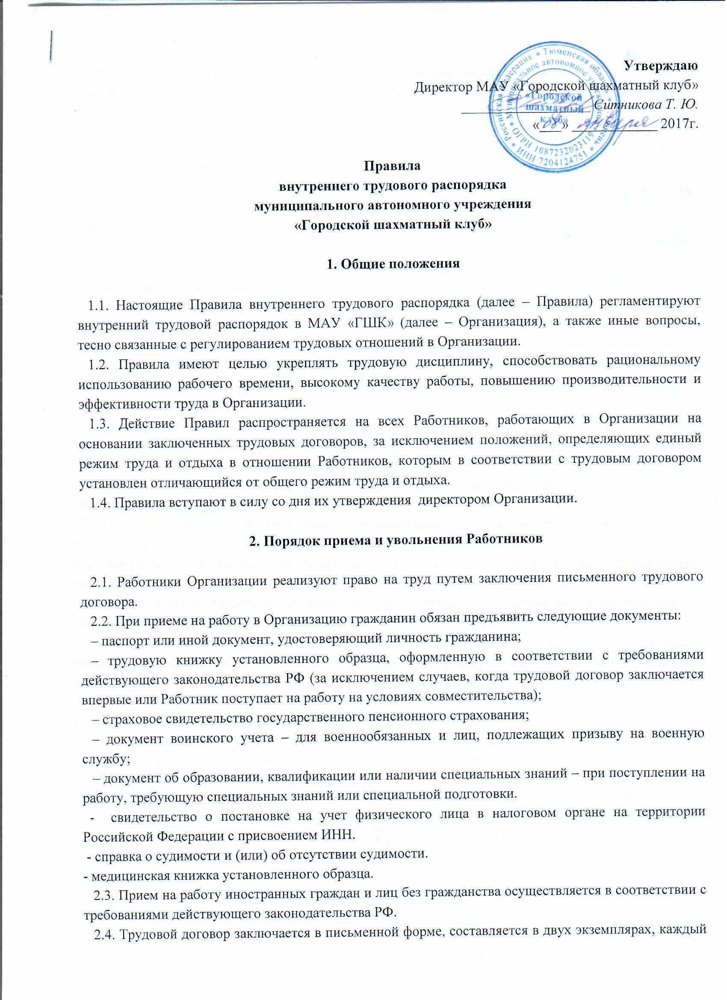 Утверждаю
Директор МАУ «Городской шахматный клуб»
Ситникова Т. Ю.
«08» января 2017г.
Российская Федерация * Тюменская область * г. Тюмень *
* Муниципальное автономное учреждение *
«Городской
шахматный
клуб»
* ОГРН 1087232023119 *
* ИНН 7204124751 *
Правила
внутреннего трудового распорядка
муниципального автономного учреждения
«Городской шахматный клуб»
1. Общие положения
1.1. Настоящие Правила внутреннего трудового распорядка (далее – Правила) регламентируют
внутренний трудовой распорядок в МАУ «ГШК» (далее – Организация), а также иные вопросы,
тесно связанные с регулированием трудовых отношений в Организации.
1.2. Правила имеют целью укреплять трудовую дисциплину, способствовать рациональному
использованию рабочего времени, высокому качеству работы, повышению производительности и
эффективности труда в Организации.
1.3. Действие Правил распространяется на всех Работников, работающих в Организации на
основании заключенных трудовых договоров, за исключением положений, определяющих единый
режим труда и отдыха в отношении Работников, которым в соответствии с трудовым договором
установлен отличающийся от общего режим труда и отдыха.
1.4. Правила вступают в силу со дня их утверждения директором Организации.
2. Порядок приема и увольнения Работников
2.1. Работники Организации реализуют право на труд путем заключения письменного трудового
договора.
2.2. При приеме на работу в Организацию гражданин обязан предъявить следующие документы:
– паспорт или иной документ, удостоверяющий личность гражданина;
– трудовую книжку установленного образца, оформленную в соответствии с требованиями
действующего законодательства РФ (за исключением случаев, когда трудовой договор заключается
впервые или Работник поступает на работу на условиях совместительства);
– страховое свидетельство государственного пенсионного страхования;
– документ воинского учета – для военнообязанных и лиц, подлежащих призыву на военную
службу;
– документ об образовании, квалификации или наличии специальных знаний – при поступлении на
работу, требующую специальных знаний или специальной подготовки.
- свидетельство о постановке на учет физического лица в налоговом органе на территории
Российской Федерации с присвоением ИНН.
- справка о судимости и (или) об отсутствии судимости.
- медицинская книжка установленного образца.
2.3. Прием на работу иностранных граждан и лиц без гражданства осуществляется в соответствии с
требованиями действующего законодательства РФ.
2.4. Трудовой договор заключается в письменной форме, составляется в двух экземплярах, каждый